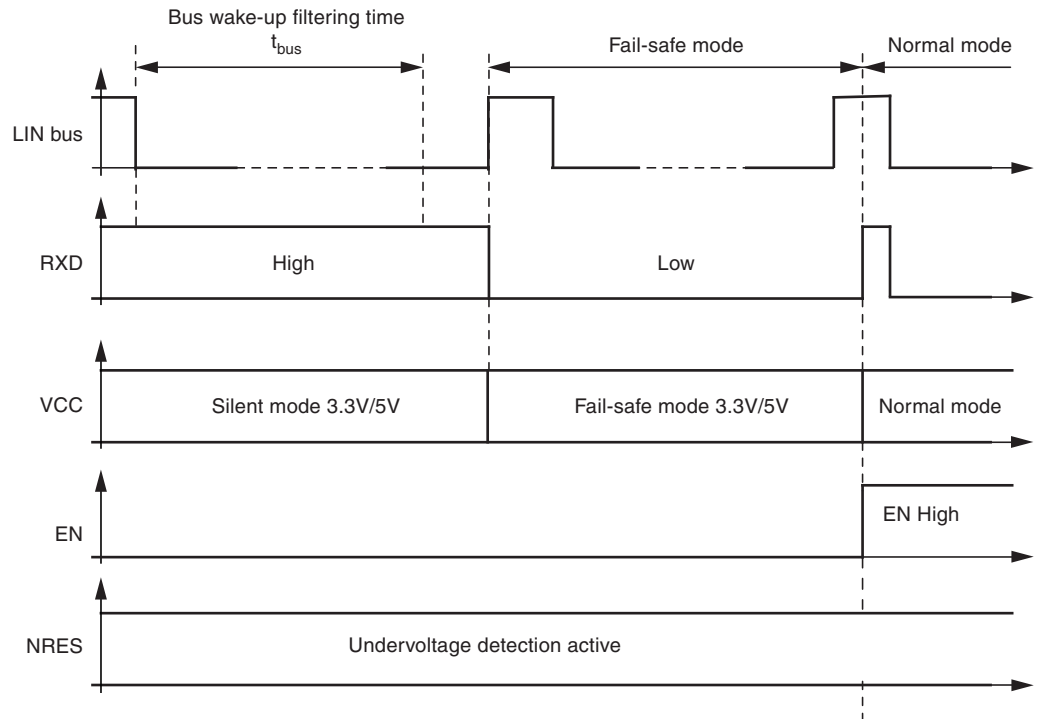 Bus wake-up filtering time
tbus
Fail-safe mode
Normal mode
LIN bus
RXD
High
Low
VCC
Silent mode 3.3V/5V
Fail-safe mode 3.3V/5V
Normal mode
EN
EN High
NRES
Undervoltage detection active